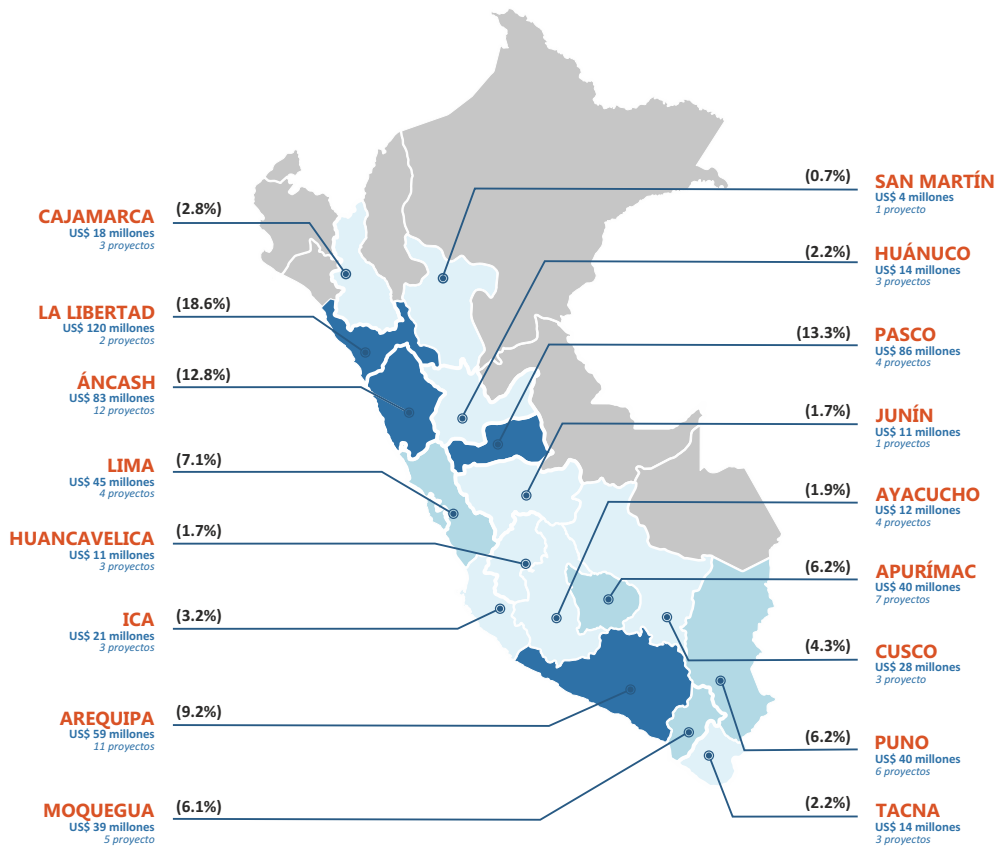 CAJAMARCA
US$ 18 millones
3 proyectos
(2.8%)
LA LIBERTAD
US$ 120 millones
2 proyectos
(18.6%)
ÁNCASH
US$ 83 millones
12 proyectos
(12.8%)
LIMA
US$ 45 millones
4 proyectos
(7.1%)
HUANCAVELICA
US$ 11 millones
3 proyectos
(1.7%)
ICA
US$ 21 millones
3 proyectos
(3.2%)
AREQUIPA
US$ 59 millones
11 proyectos
(9.2%)
MOQUEGUA
US$ 39 millones
5 proyecto
(6.1%)
(0.7%)
SAN MARTÍN
US$ 4 millones
1 proyecto
(2.2%)
HUÁNUCO
US$ 14 millones
3 proyectos
(13.3%)
PASCO
US$ 86 millones
4 proyectos
(1.7%)
JUNÍN
US$ 11 millones
1 proyectos
(1.9%)
AYACUCHO
US$ 12 millones
4 proyectos
(6.2%)
APURÍMAC
US$ 40 millones
7 proyectos
(4.3%)
CUSCO
US$ 28 millones
3 proyecto
(6.2%)
PUNO
US$ 40 millones
6 proyectos
(2.2%)
TACNA
US$ 14 millones
3 proyectos